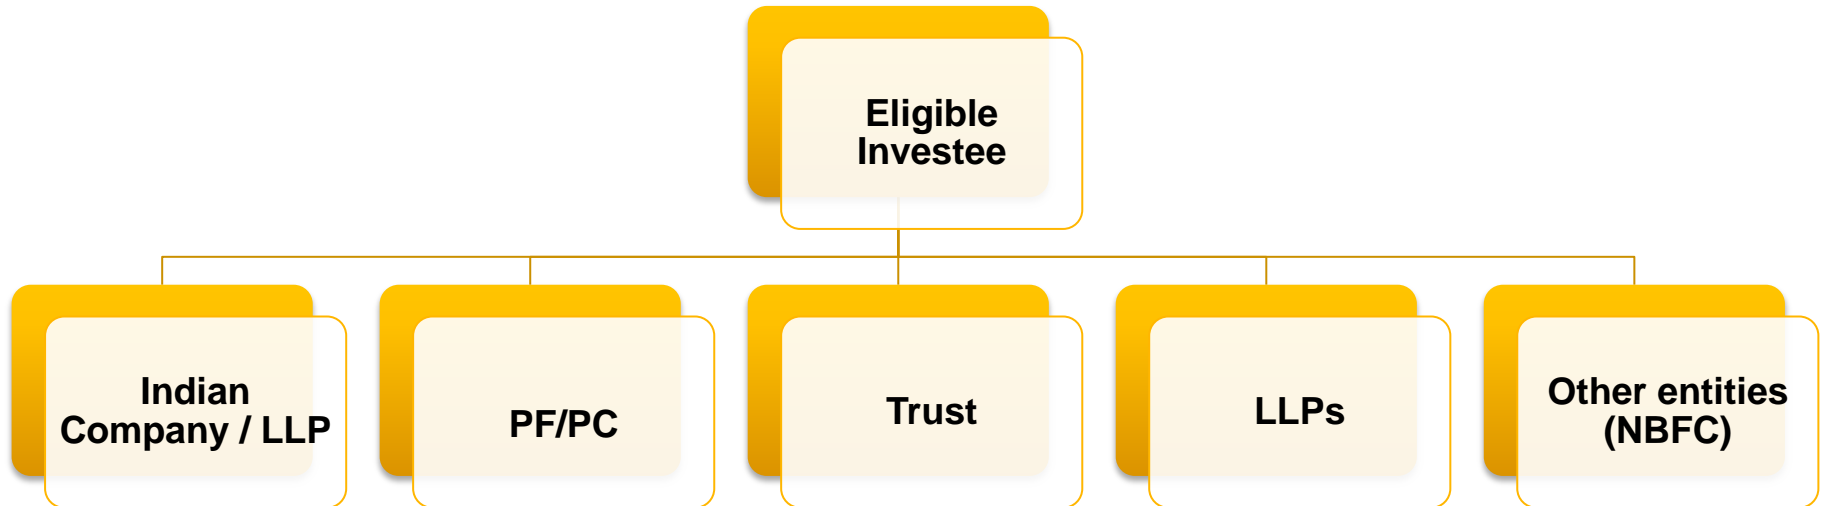 Eligible
Investee
Indian
Company / LLP
PF/PC
Trust
LLPs
Other entities
(NBFC)